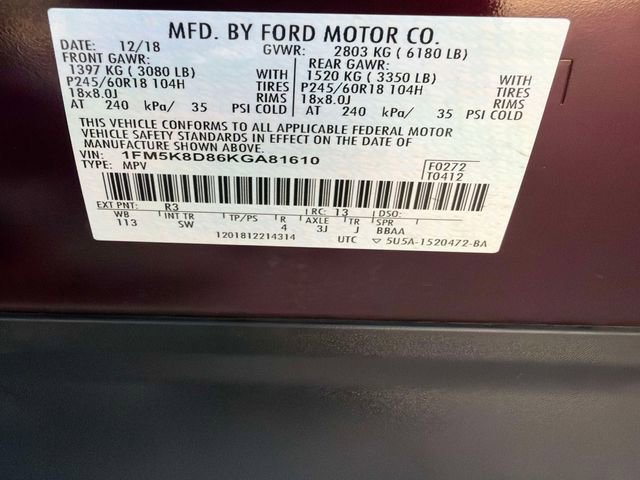 MFD. BY FORD MOTOR CO.
DATE: 12/18 GVWR: 2803 KG ( 6180 LB)
FRONT GAWR: REAR GAWR:
1397 KG ( 3080 LB) WITH 1520 KG ( 3350 LB) WITH
P245/60R18 104H TIRES P245/60R18 104H TIRES
18x8.0J RIMS 18x8.0J RIMS
AT 240 kPa/ 35 PSI COLD AT 240 kPa/ 35 PSI COLD
THIS VEHICLE CONFORMS TO ALL APPLICABLE FEDERAL MOTOR
VEHICLE SAFETY STANDARDS IN EFFECT ON THE DATE OF
MANUFACTURE SHOWN ABOVE.
VIN: 1FM5K8D86KGA81610 F0272
TYPE: MPV T0412
EXT PNT: R3 RC: 13 DSO:
WB INT TR TP/PS R AXLE TR SPR
113 SW 4 3J J BBAA
1201812214314 UTC ▽ 5U5A-1520472-BA